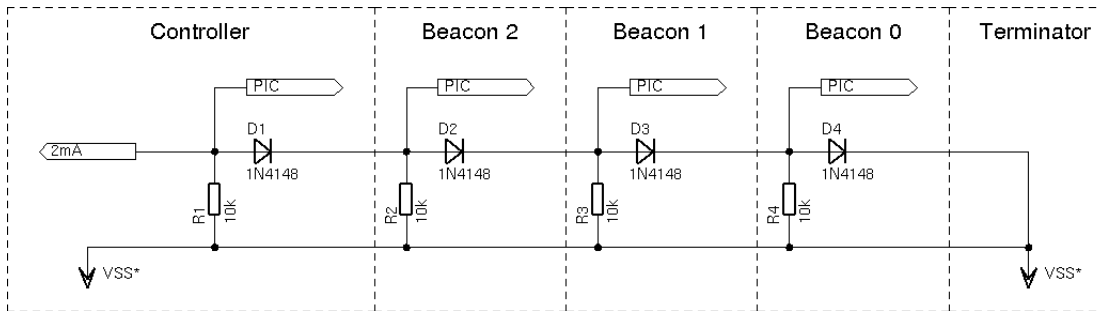 Controller
Beacon 2
Beacon 1
Beacon 0
Terminator
PIC
PIC
PIC
PIC
D1
D2
D3
D4
2mA
1N4148
1N4148
1N4148
1N4148
R1
10k
R2
10k
R3
10k
R4
10k
VSS*
VSS*